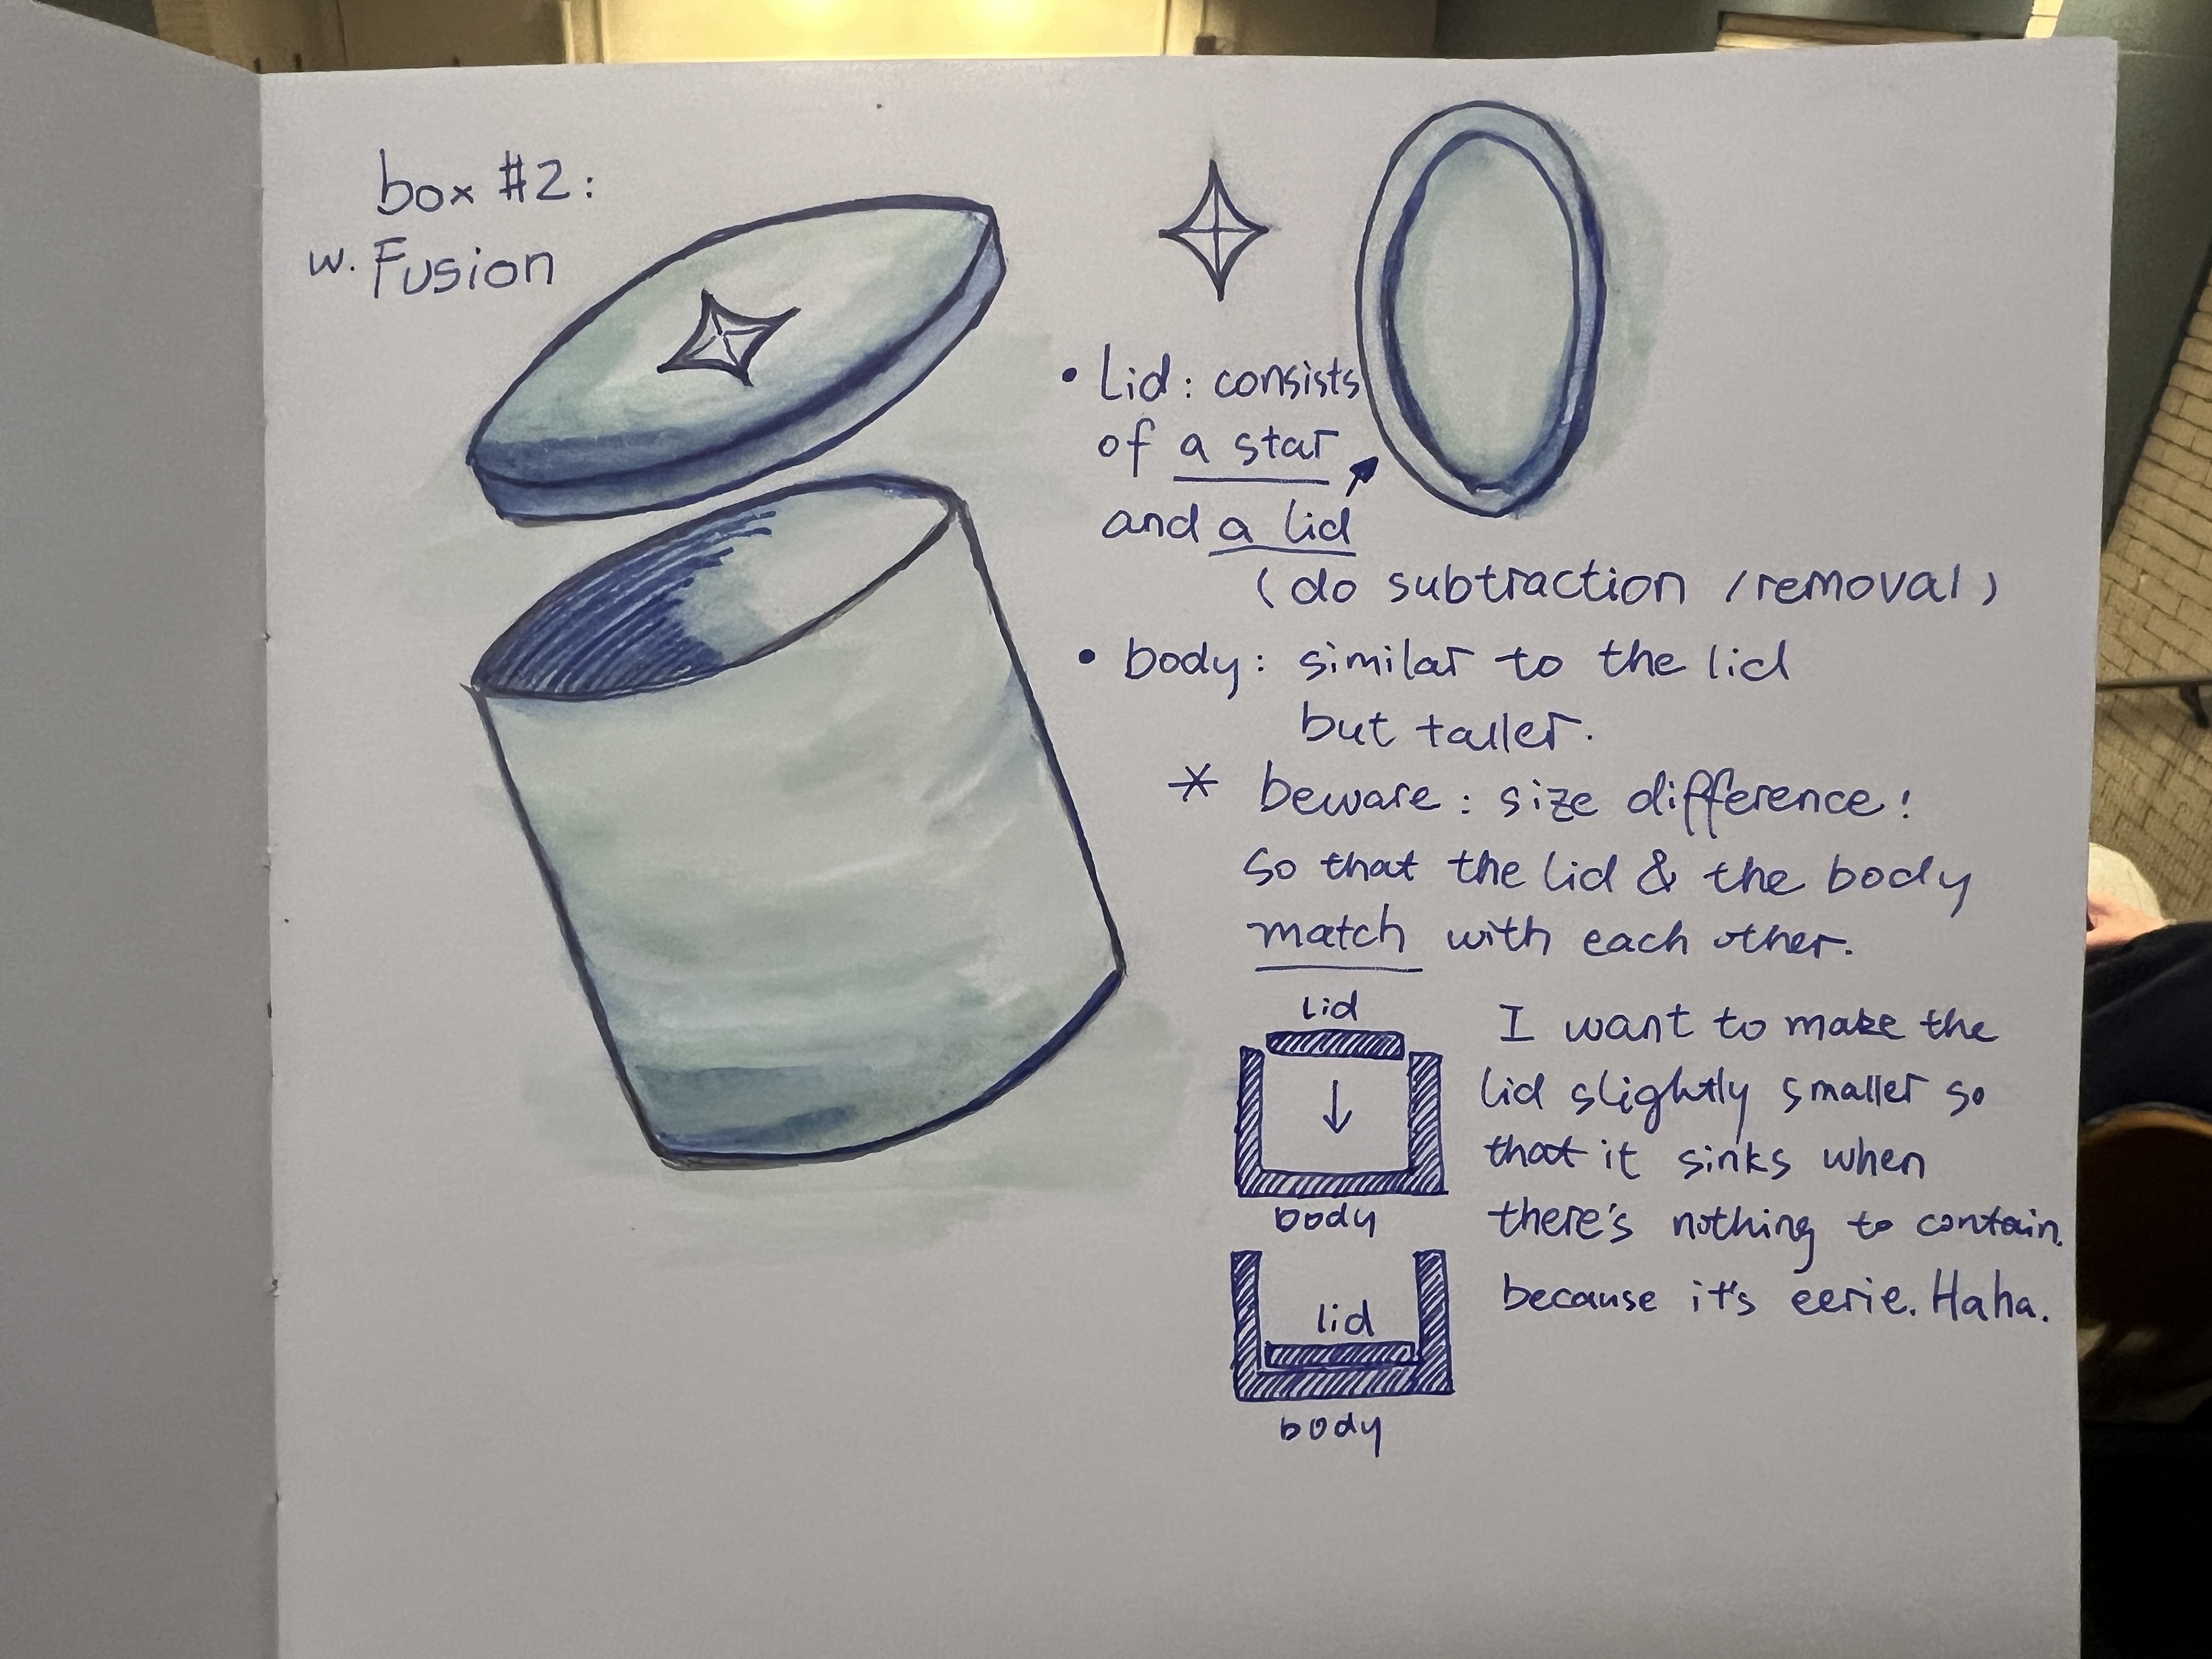 box #2:
w. Fusion
• Lid: consists
of a star
and a lid
(do subtraction /removal)
• body: similar to the lid
but taller.
* beware: size difference!
so that the lid & the body
match with each other.
lid
body
lid
body
I want to make the
lid slightly smaller so
that it sinks when
there's nothing to contain.
because it's eerie. Haha.